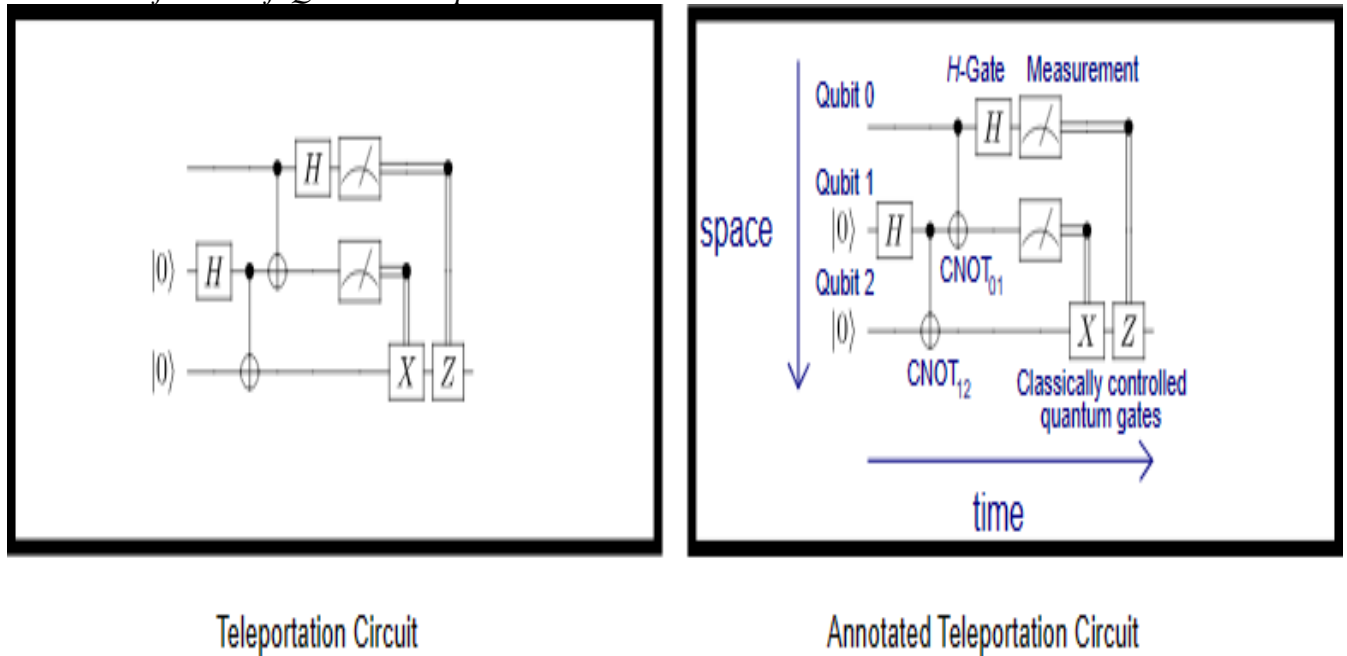 H
|0⟩ H
|0⟩ X Z
H-Gate Measurement
Qubit 0
H
Qubit 1
space
|0⟩ H
CNOT01
Qubit 2
|0⟩ X Z
CNOT12
Classically controlled
quantum gates
time
Teleportation Circuit
Annotated Teleportation Circuit